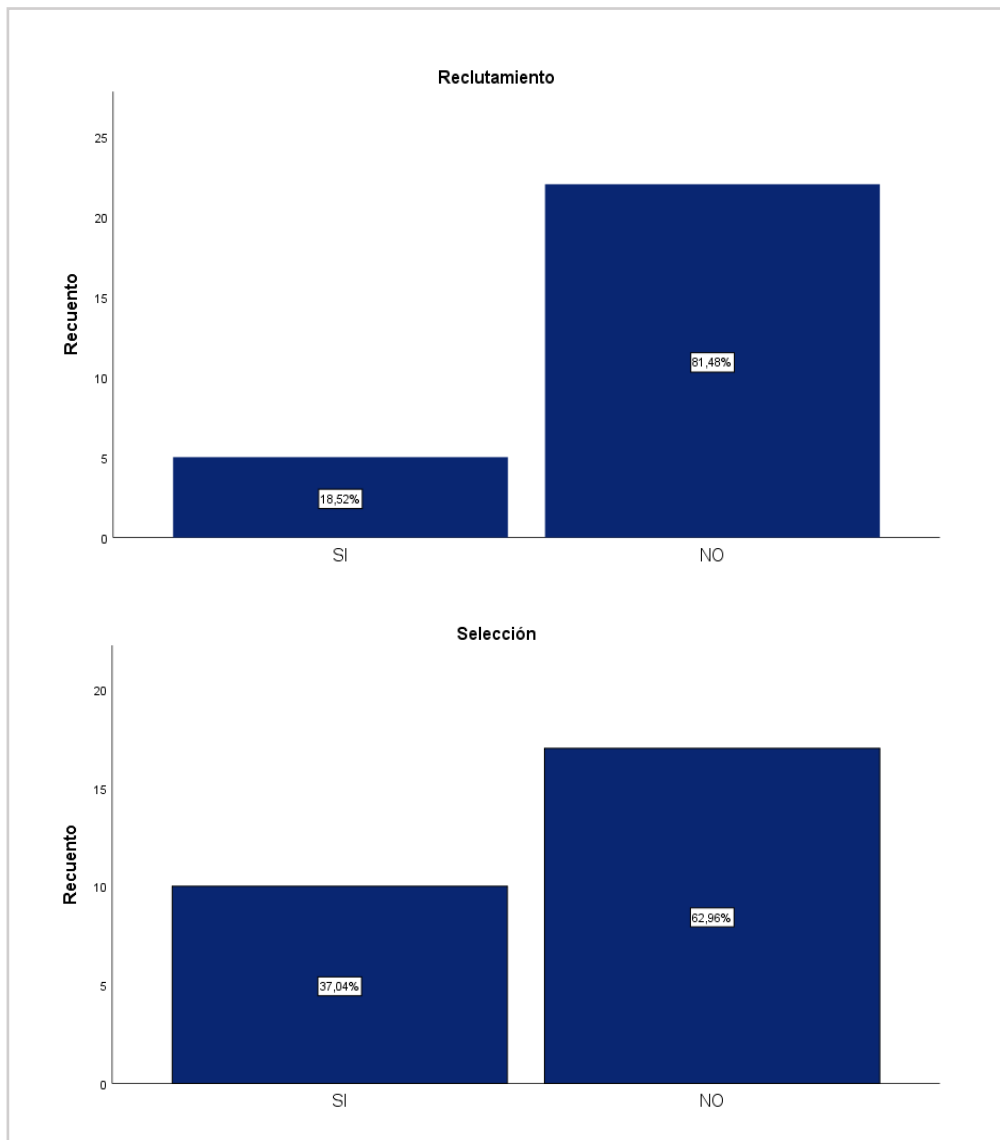 Reclutamiento
Recuento
25
20
15
10
5
0
18,52%
81,48%
SI
NO
Selección
Recuento
20
15
10
5
0
37,04%
62,96%
SI
NO